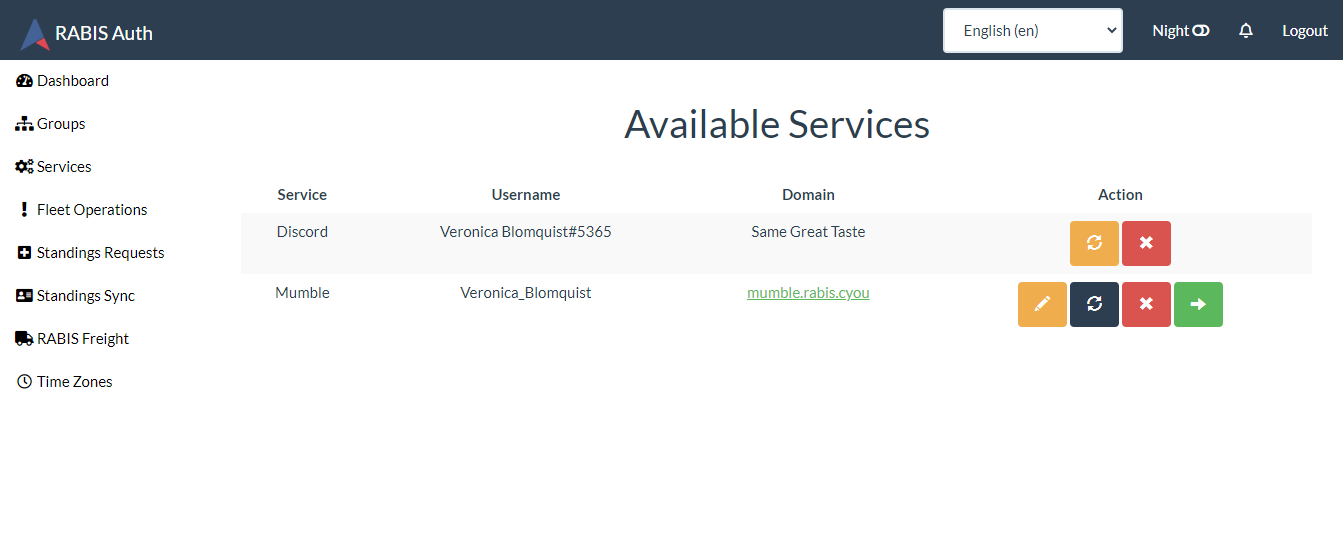 RABIS Auth
English (en)
Night
Logout
Dashboard
Groups
Services
Fleet Operations
Standings Requests
Standings Sync
RABIS Freight
Time Zones
Available Services
Service Username Domain Action
Discord Veronica Blomquist#5365 Same Great Taste
Mumble Veronica_Blomquist mumble.rabis.cyou